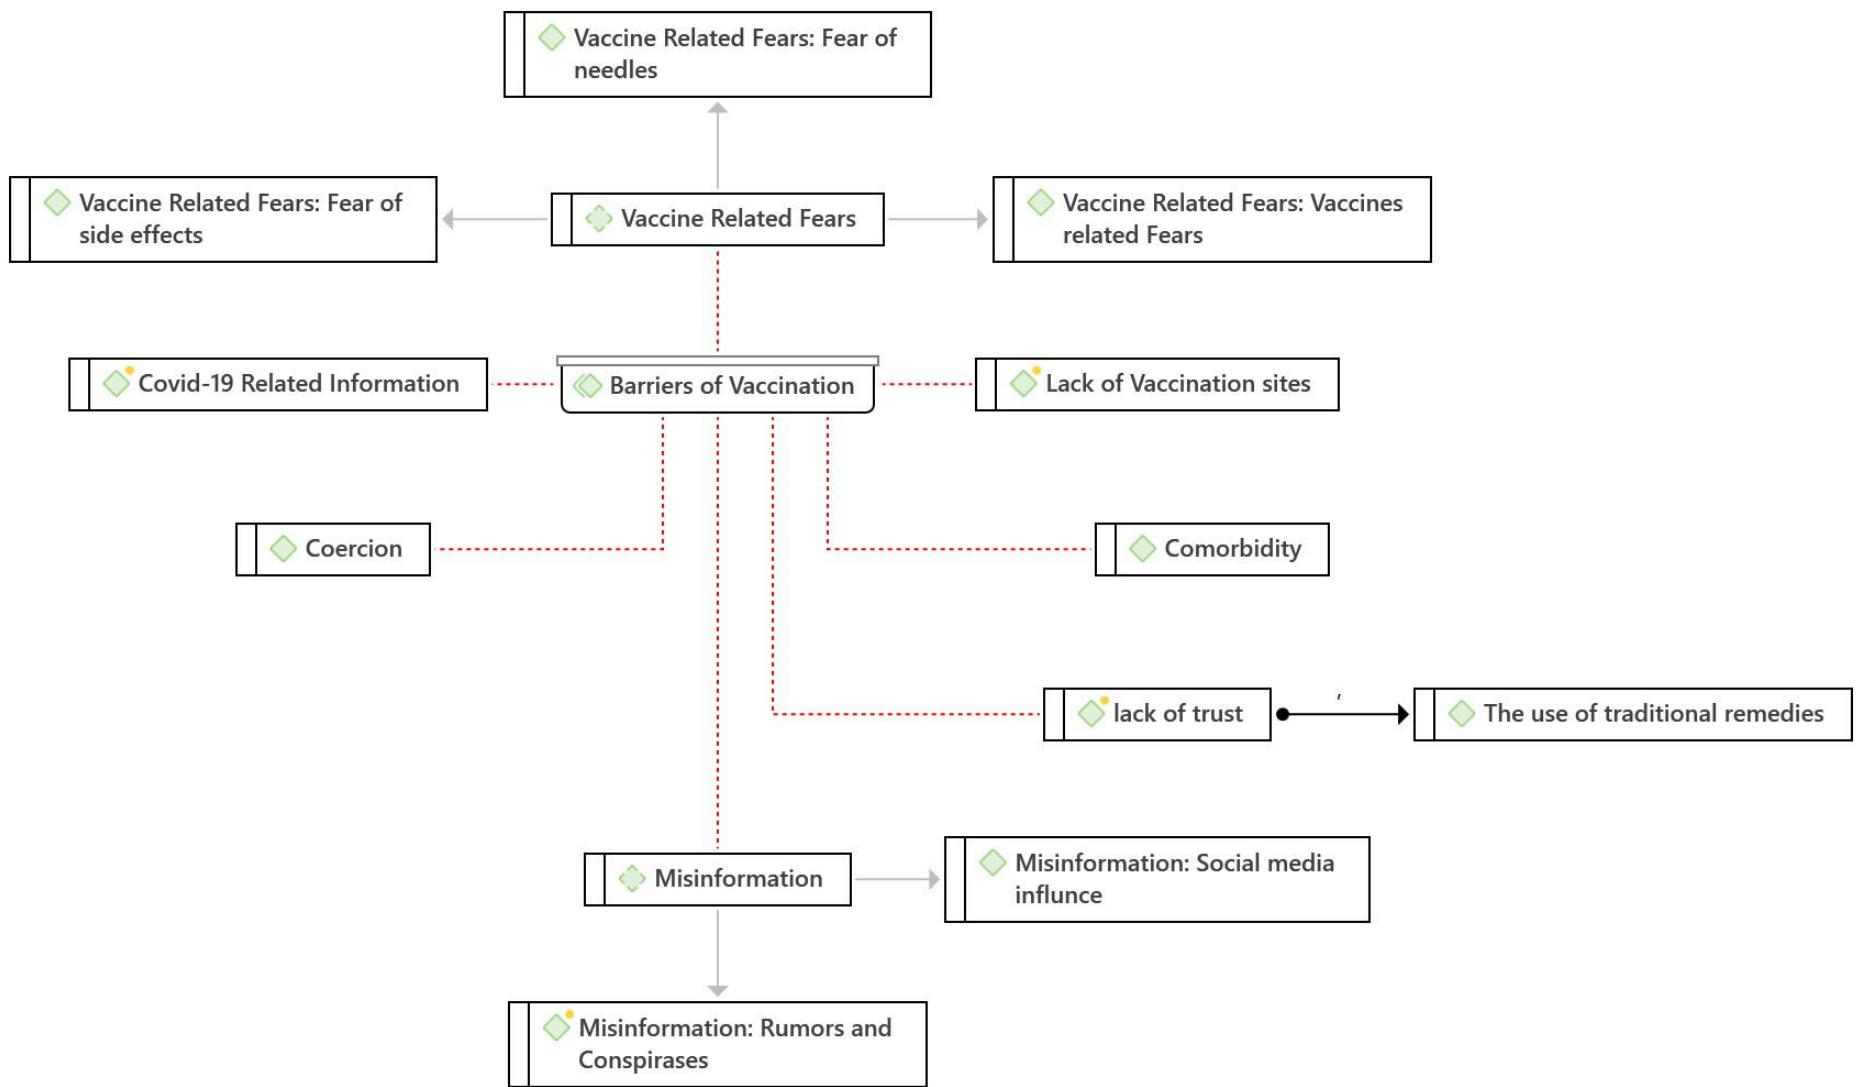 Vaccine Related Fears: Fear of
needles
Vaccine Related Fears: Fear of
side effects
Vaccine Related Fears
Vaccine Related Fears: Vaccines
related Fears
Covid-19 Related Information
Barriers of Vaccination
Lack of Vaccination sites
Coercion
Comorbidity
lack of trust
,
The use of traditional remedies
Misinformation
Misinformation: Social media
influnce
Misinformation: Rumors and
Conspirases